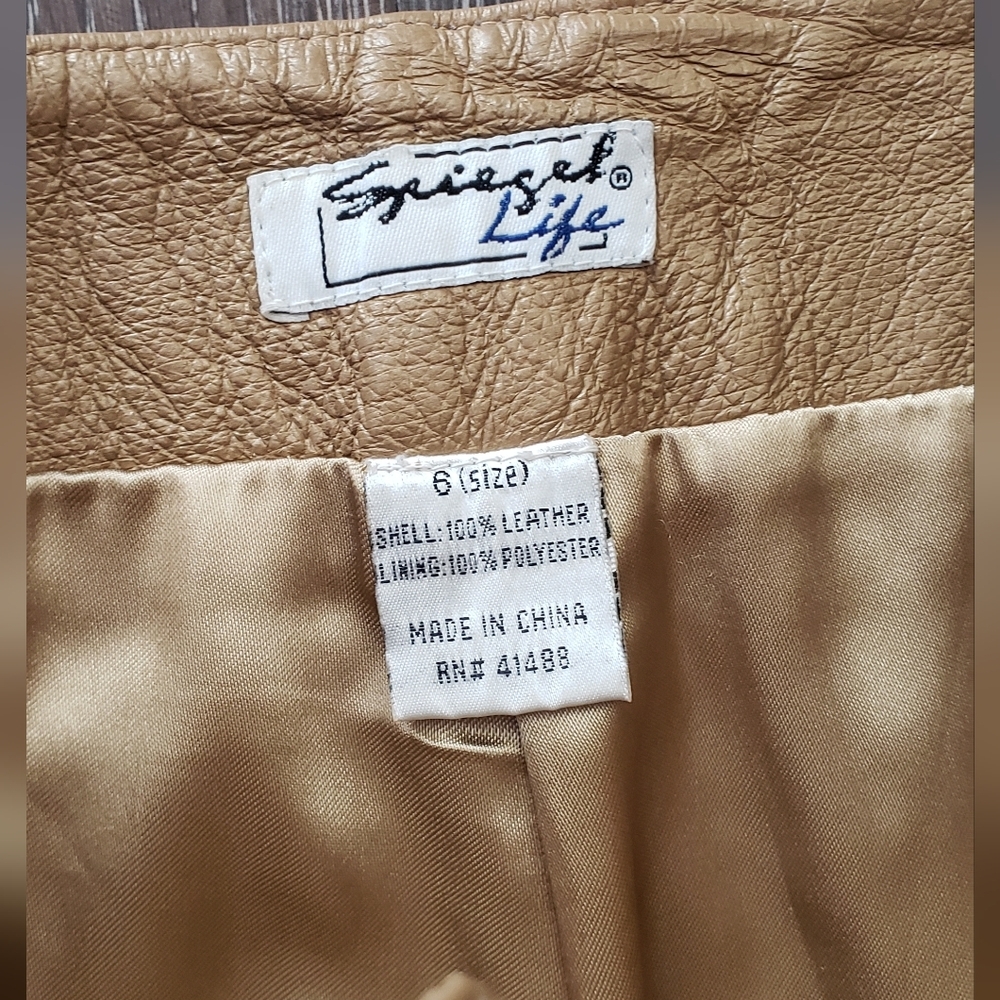 Spiegel ®
Life
6 (size)
SHELL: 100% LEATHER
LINING: 100% POLYESTER
MADE IN CHINA
RN# 41488